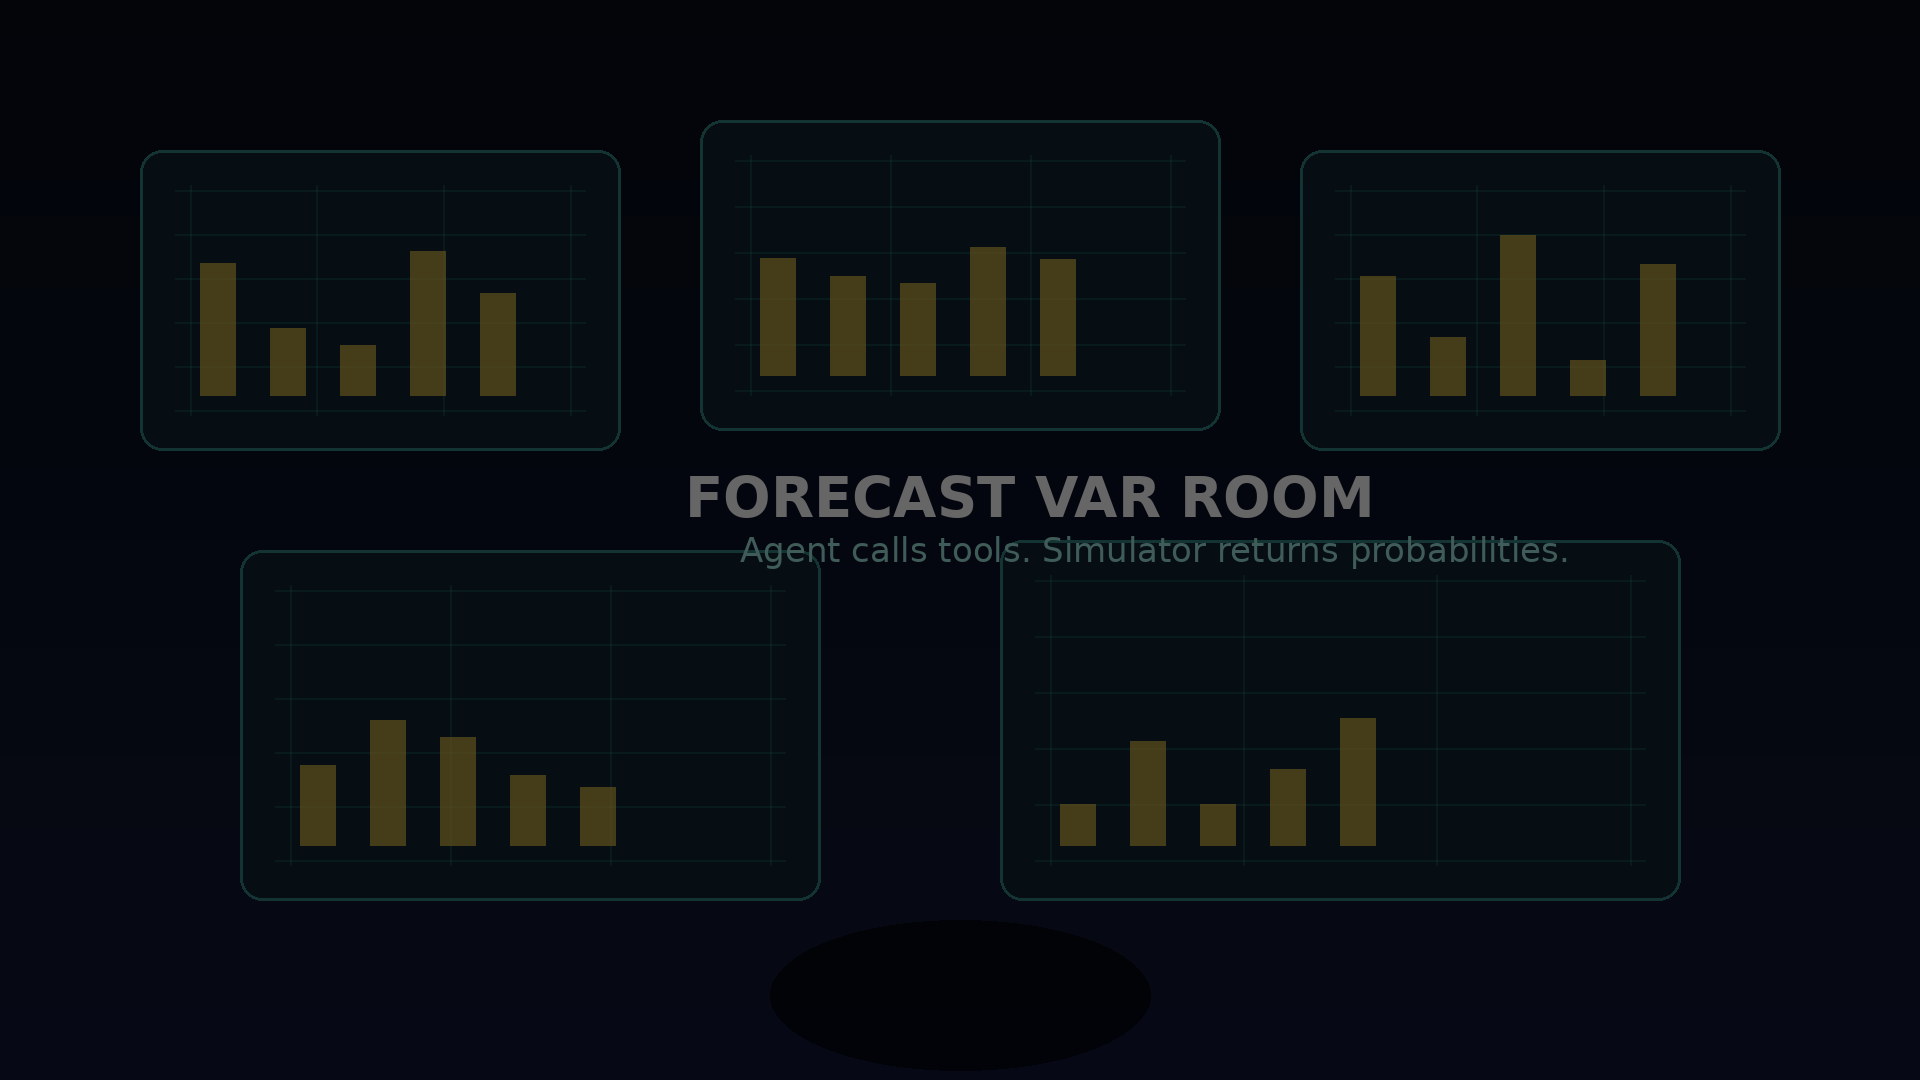 FORECAST VAR ROOM
Agent calls tools. Simulator returns probabilities.